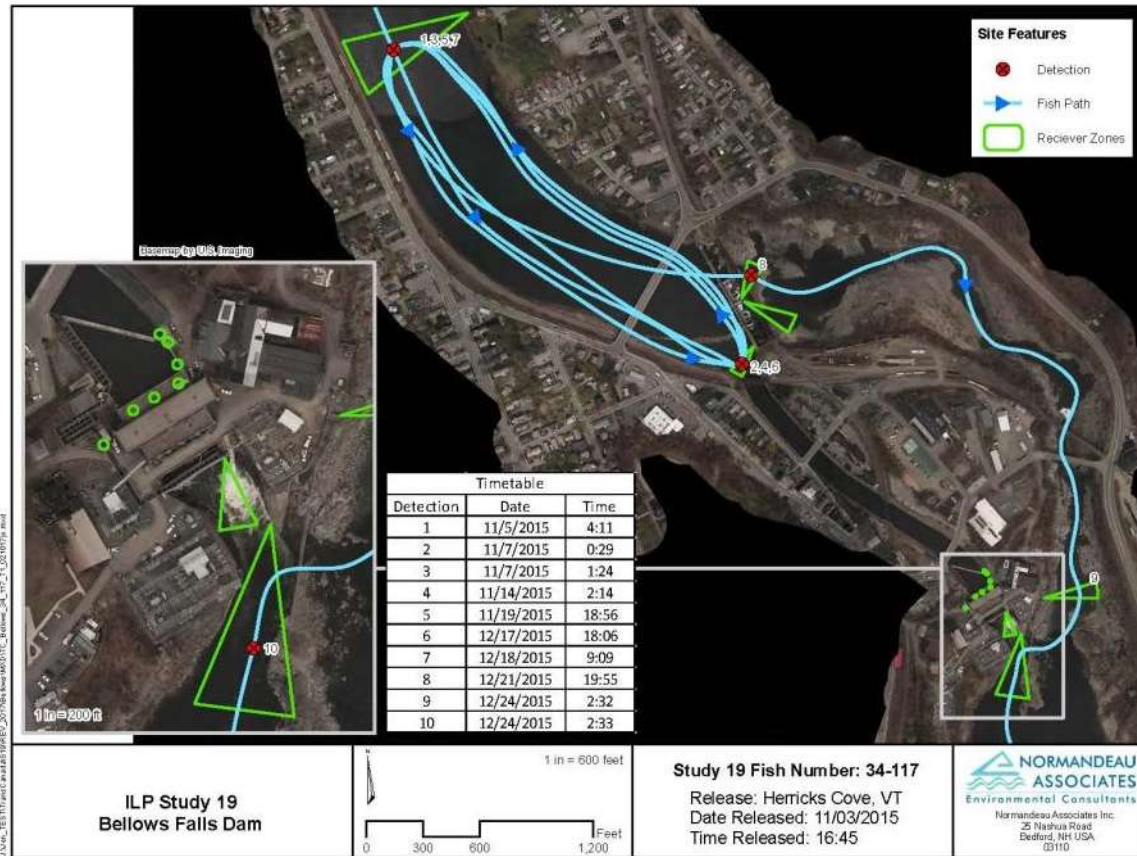 Site Features
Detection
Fish Path
Reciever Zones
1,3,5,7
8
2,4,6
9
Basemap by U.S. Imaging
10
1 in = 200 ft
Timetable
Detection Date Time
1 11/5/2015 4:11
2 11/7/2015 0:29
3 11/7/2015 1:24
4 11/14/2015 2:14
5 11/19/2015 18:56
6 12/17/2015 18:06
7 12/18/2015 9:09
8 12/21/2015 19:55
9 12/24/2015 2:32
10 12/24/2015 2:33
ILP Study 19
Bellows Falls Dam
N
1 in = 600 feet
Feet
0 300 600 1,200
Study 19 Fish Number: 34-117
Release: Herricks Cove, VT
Date Released: 11/03/2015
Time Released: 16:45
NORMANDEAU
ASSOCIATES
Environmental Consultants
Normandeau Associates Inc.
25 Nashua Road
Bedford, NH USA
03110